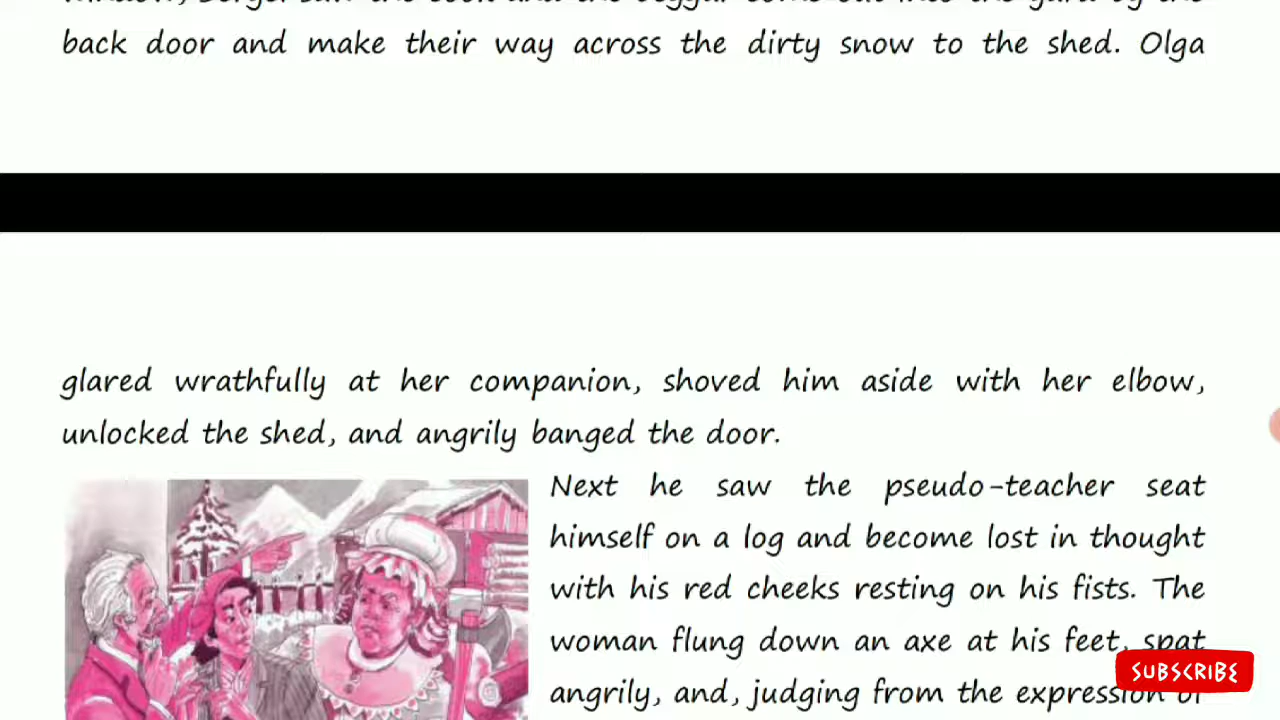 back door and make their way across the dirty snow to the shed. Olga
glared wrathfully at her companion, shoved him aside with her elbow,
unlocked the shed, and angrily banged the door.
Next he saw the pseudo-teacher seat
himself on a log and become lost in thought
with his red cheeks resting on his fists. The
woman flung down an axe at his feet, spat
angrily, and, judging from the expression of
SUBSCRIBE